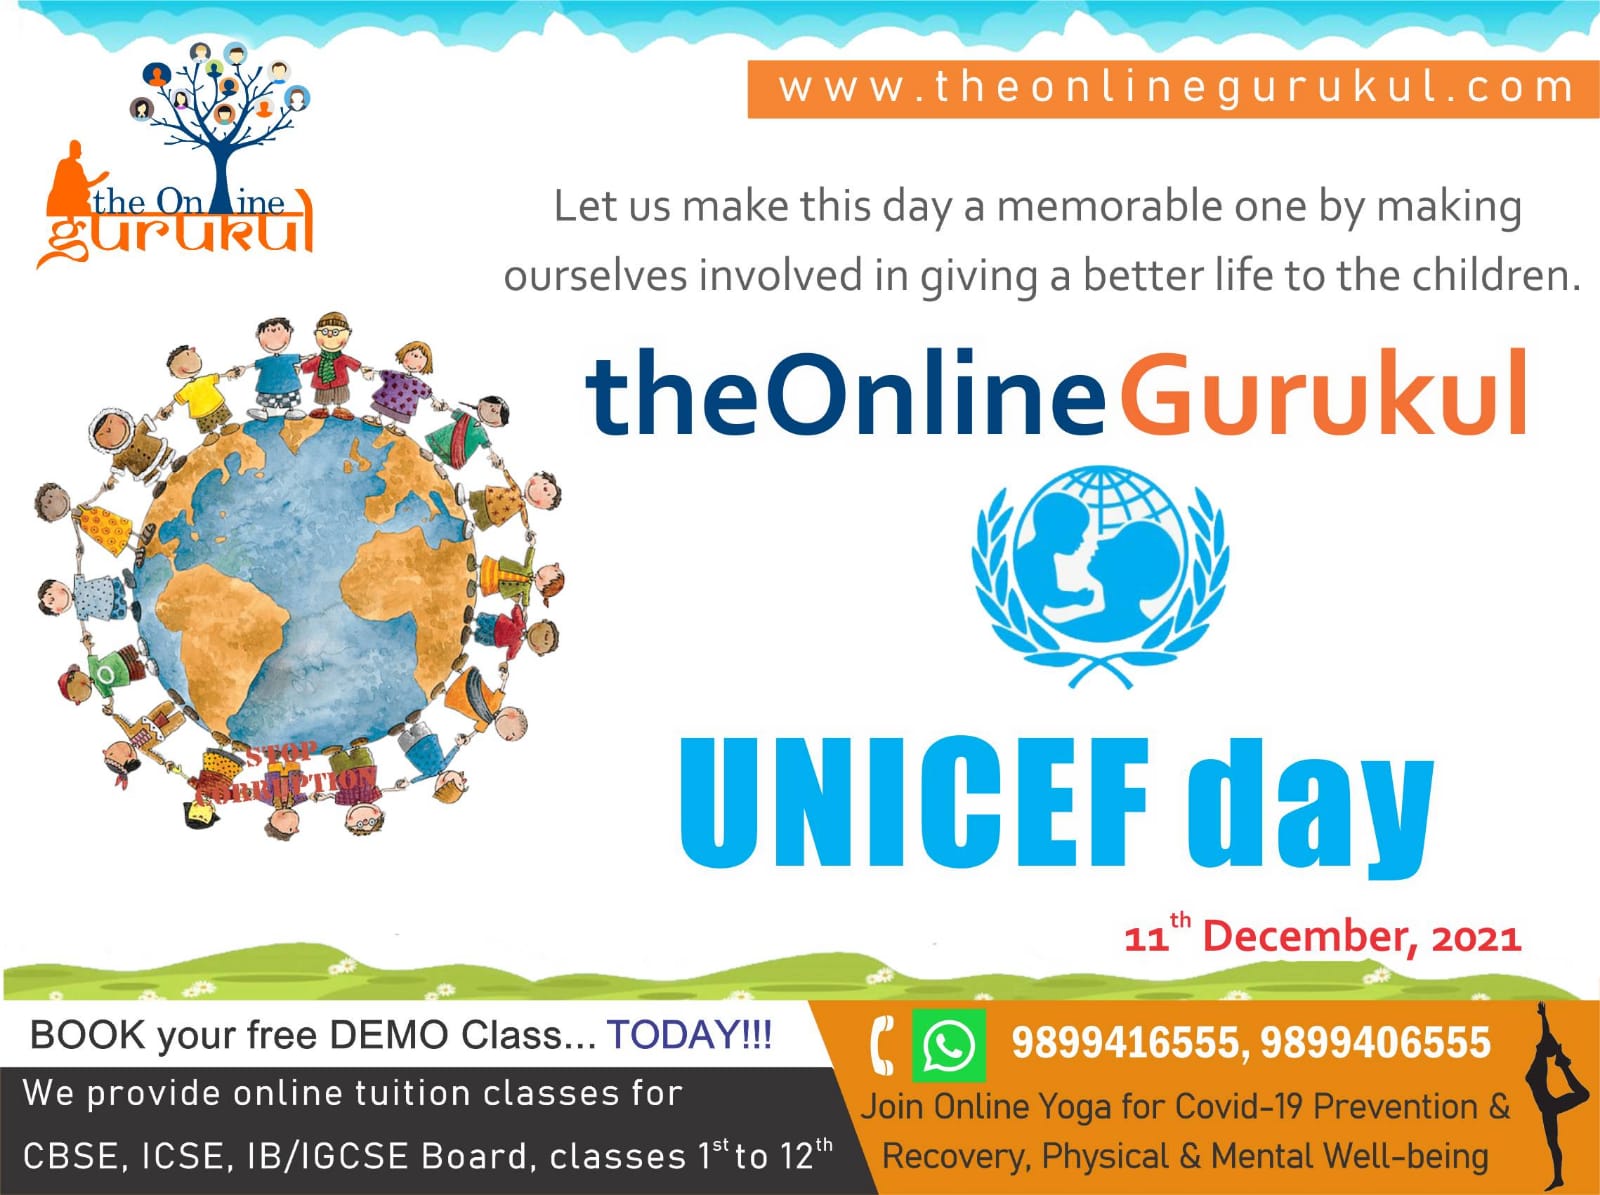 the Online
gurukul
www.theonlinegurukul.com
Let us make this day a memorable one by making
ourselves involved in giving a better life to the children.
theOnlineGurukul
STOP
CORRUPTION
UNICEF day
11th December, 2021
BOOK your free DEMO Class... TODAY!!!
We provide online tuition classes for
CBSE, ICSE, IB/IGCSE Board, classes 1st to 12th
9899416555, 9899406555
Join Online Yoga for Covid-19 Prevention &
Recovery, Physical & Mental Well-being